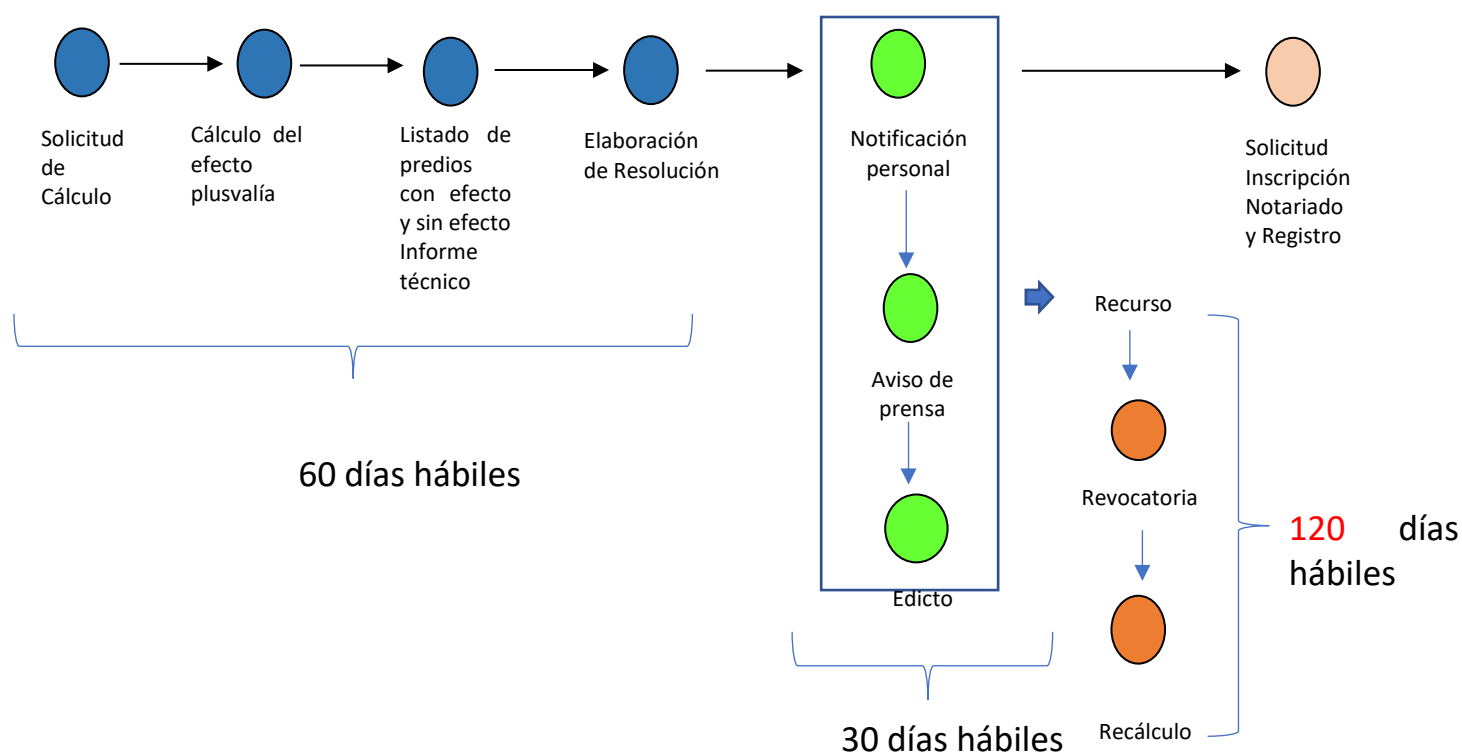 Solicitud
de
Cálculo
Cálculo del
efecto
plusvalía
Listado de
predios
con efecto
y sin efecto
Informe
técnico
Elaboración
de Resolución
Notificación
personal
Aviso de
prensa
Edicto
Solicitud
Inscripción
Notariado
y Registro
Recurso
Revocatoria
Recálculo
60 días hábiles
30 días hábiles
120 días
hábiles